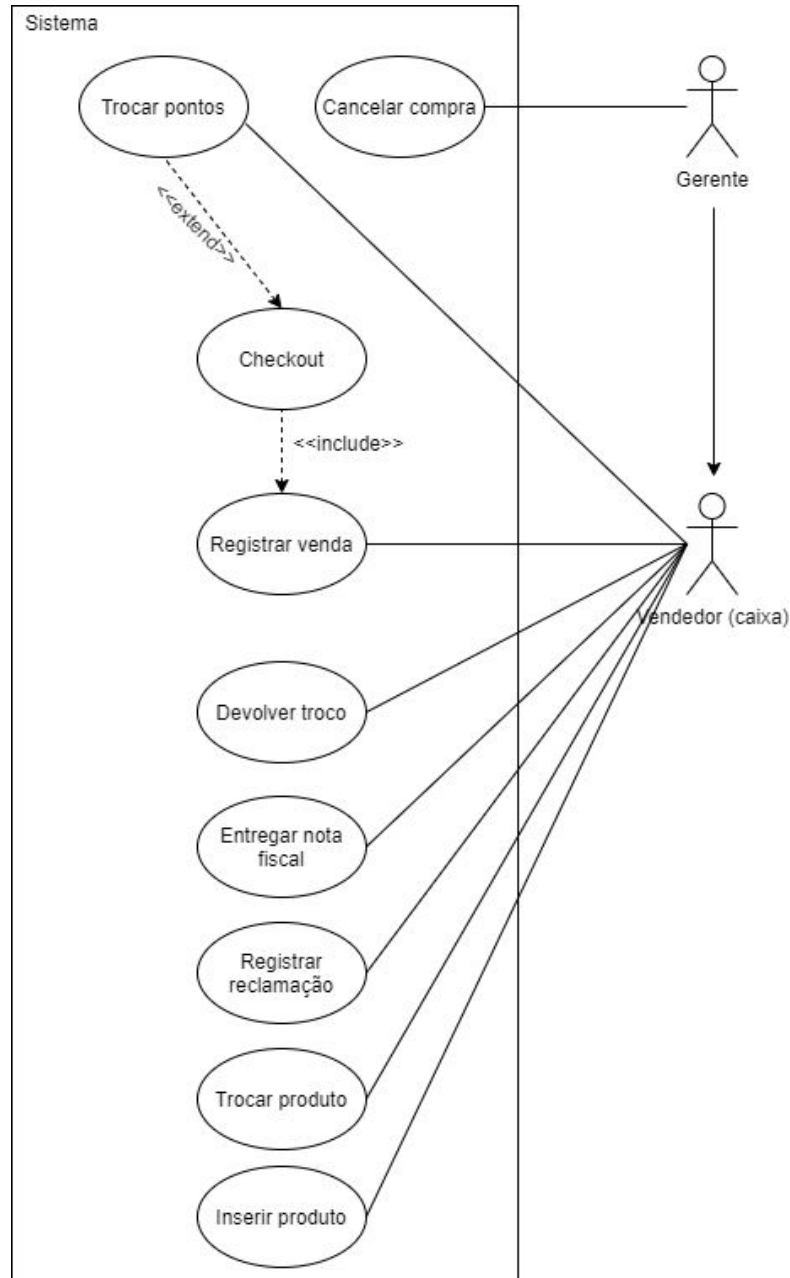 Sistema
Trocar pontos
Cancelar compra
Gerente
<<extend>>
Checkout
<<include>>
Registrar venda
Vendedor (caixa)
Devolver troco
Entregar nota
fiscal
Registrar
reclamação
Trocar produto
Inserir produto